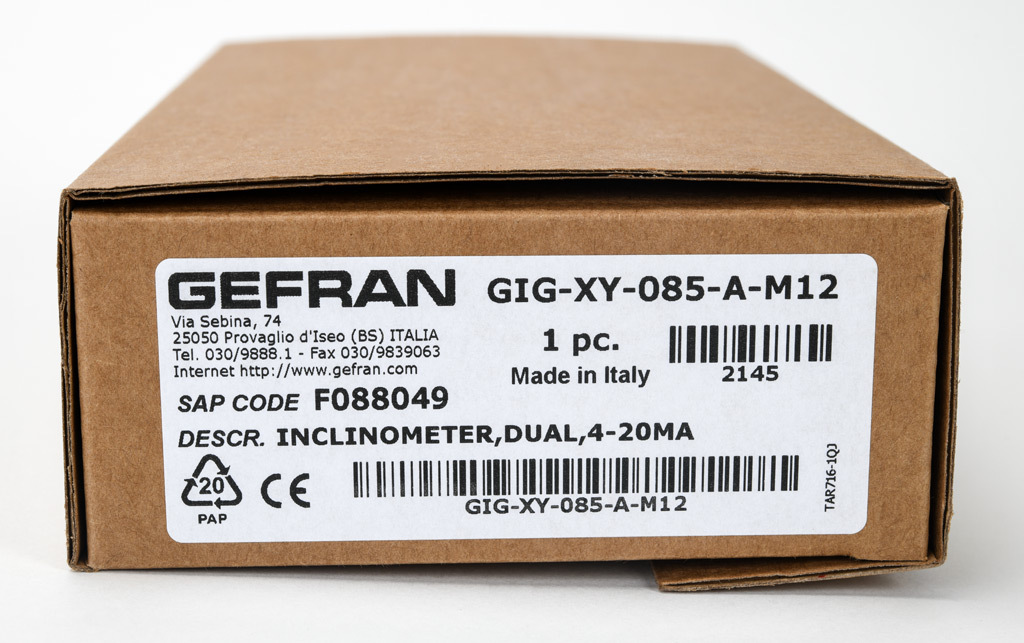 GEFRAN
Via Sebina, 74
25050 Provaglio d'Iseo (BS) ITALIA
Tel. 030/9888.1 - Fax 030/9839063
Internet http://www.gefran.com
GIG-XY-085-A-M12
1 pc.
Made in Italy
2145
SAP CODE F088049
DESCR. INCLINOMETER,DUAL,4-20MA
20
PAP
CE
GIG-XY-085-A-M12
TAR716-1QJ